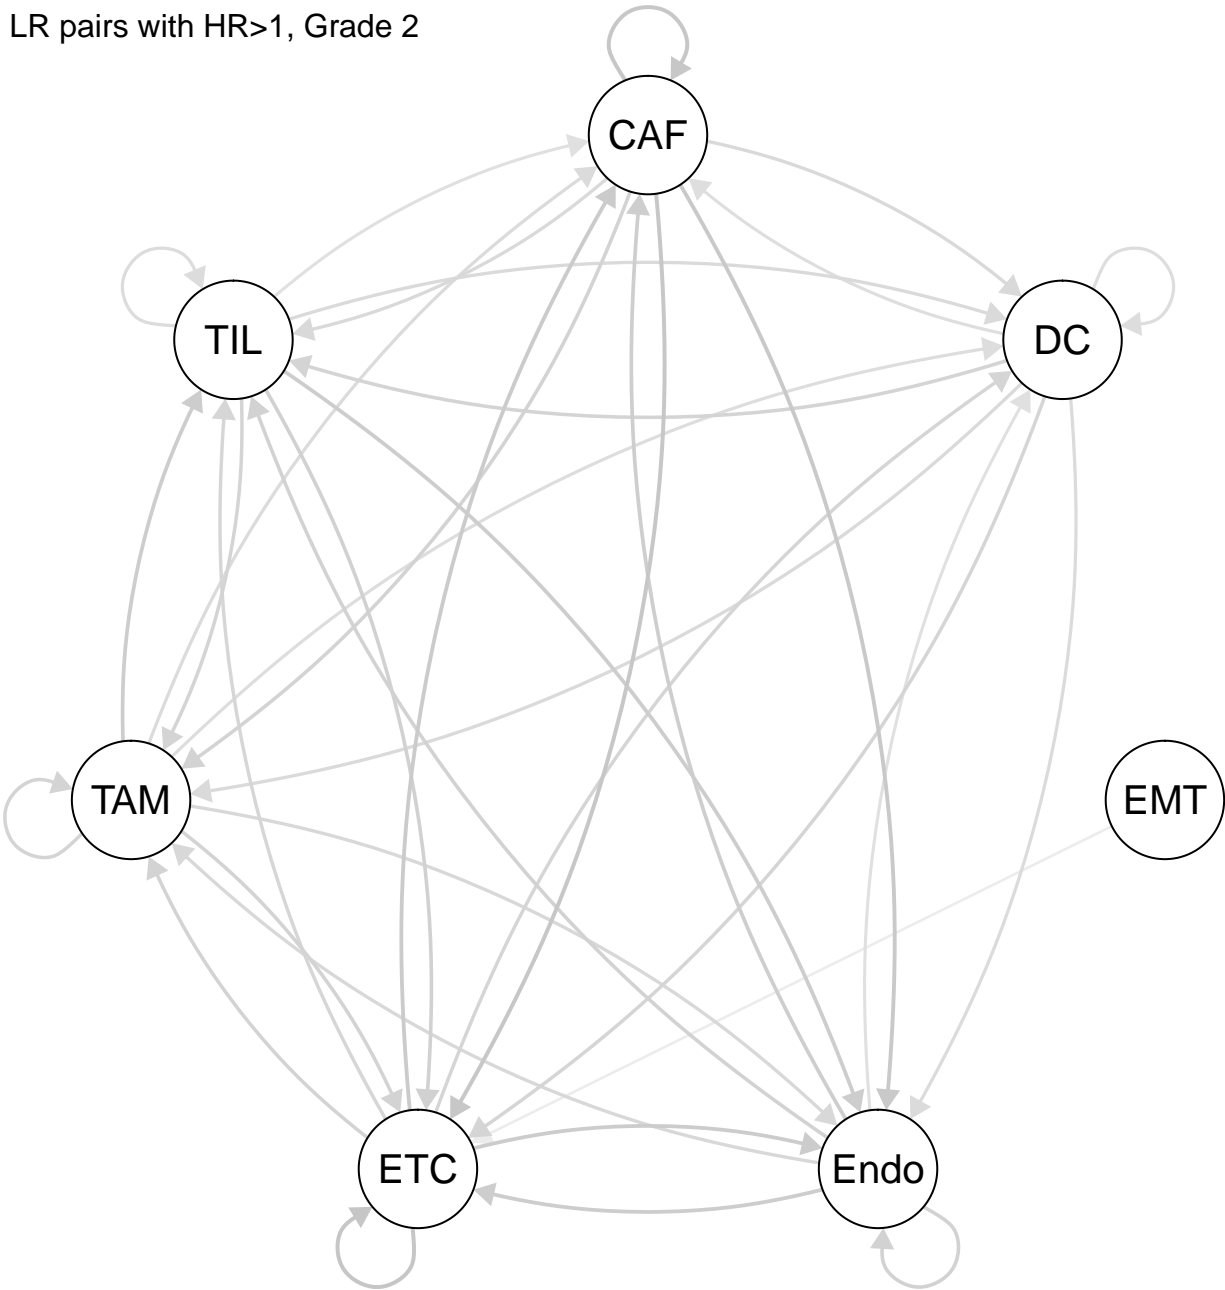 LR pairs with HR>1, Grade 2
CAF
TIL
DC
TAM
EMT
ETC
Endo